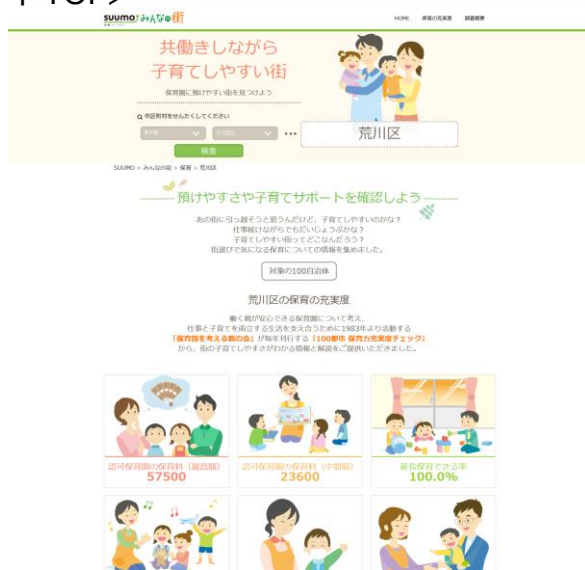 TOP
suumo みんなの街
HOME 保育の充実度 調査概要
共働きしながら
子育てしやすい街
保育園に預けやすい街を見つけよう
市区町村をせんたくしてください
東京都
荒川区
検索
SUUMO > みんなの街 > 保育 > 荒川区
預けやすさや子育てサポートを確認しよう
あの街に引っ越そうと思うんだけど、子育てしやすいのかな？
仕事続けながらでもだいじょうぶかな？
子育てしやすい街ってどこなんだろう？
街選びで気になる保育についての情報を集めました。
対象の100自治体
荒川区の保育の充実度
働く親が安心できる保育園について考え、
仕事と子育てを両立する生活を支え合うために1983年より活動する
「保育園を考える親の会」が毎年刊行する「100都市 保育力充実度チェック」
から、街の子育てしやすさがわかる情報と解説をご提供いただきました。
認可保育園の保育料（最高額）
57500
認可保育園の保育料（中間額）
23600
延長保育できる率
100.0%